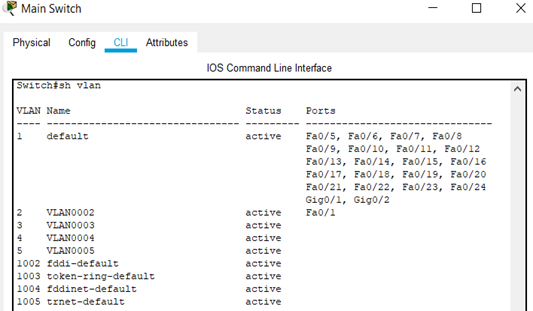 Main Switch
Physical Config CLI Attributes
IOS Command Line Interface
Switch#sh vlan
VLAN Name Status Ports
---- -------------------------------- --------- -------------------------------
1 default active Fa0/5, Fa0/6, Fa0/7, Fa0/8
Fa0/9, Fa0/10, Fa0/11, Fa0/12
Fa0/13, Fa0/14, Fa0/15, Fa0/16
Fa0/17, Fa0/18, Fa0/19, Fa0/20
Fa0/21, Fa0/22, Fa0/23, Fa0/24
Gig0/1, Gig0/2
2 VLAN0002 active Fa0/1
3 VLAN0003 active
4 VLAN0004 active
5 VLAN0005 active
1002 fddi-default active
1003 token-ring-default active
1004 fddinet-default active
1005 trnet-default active